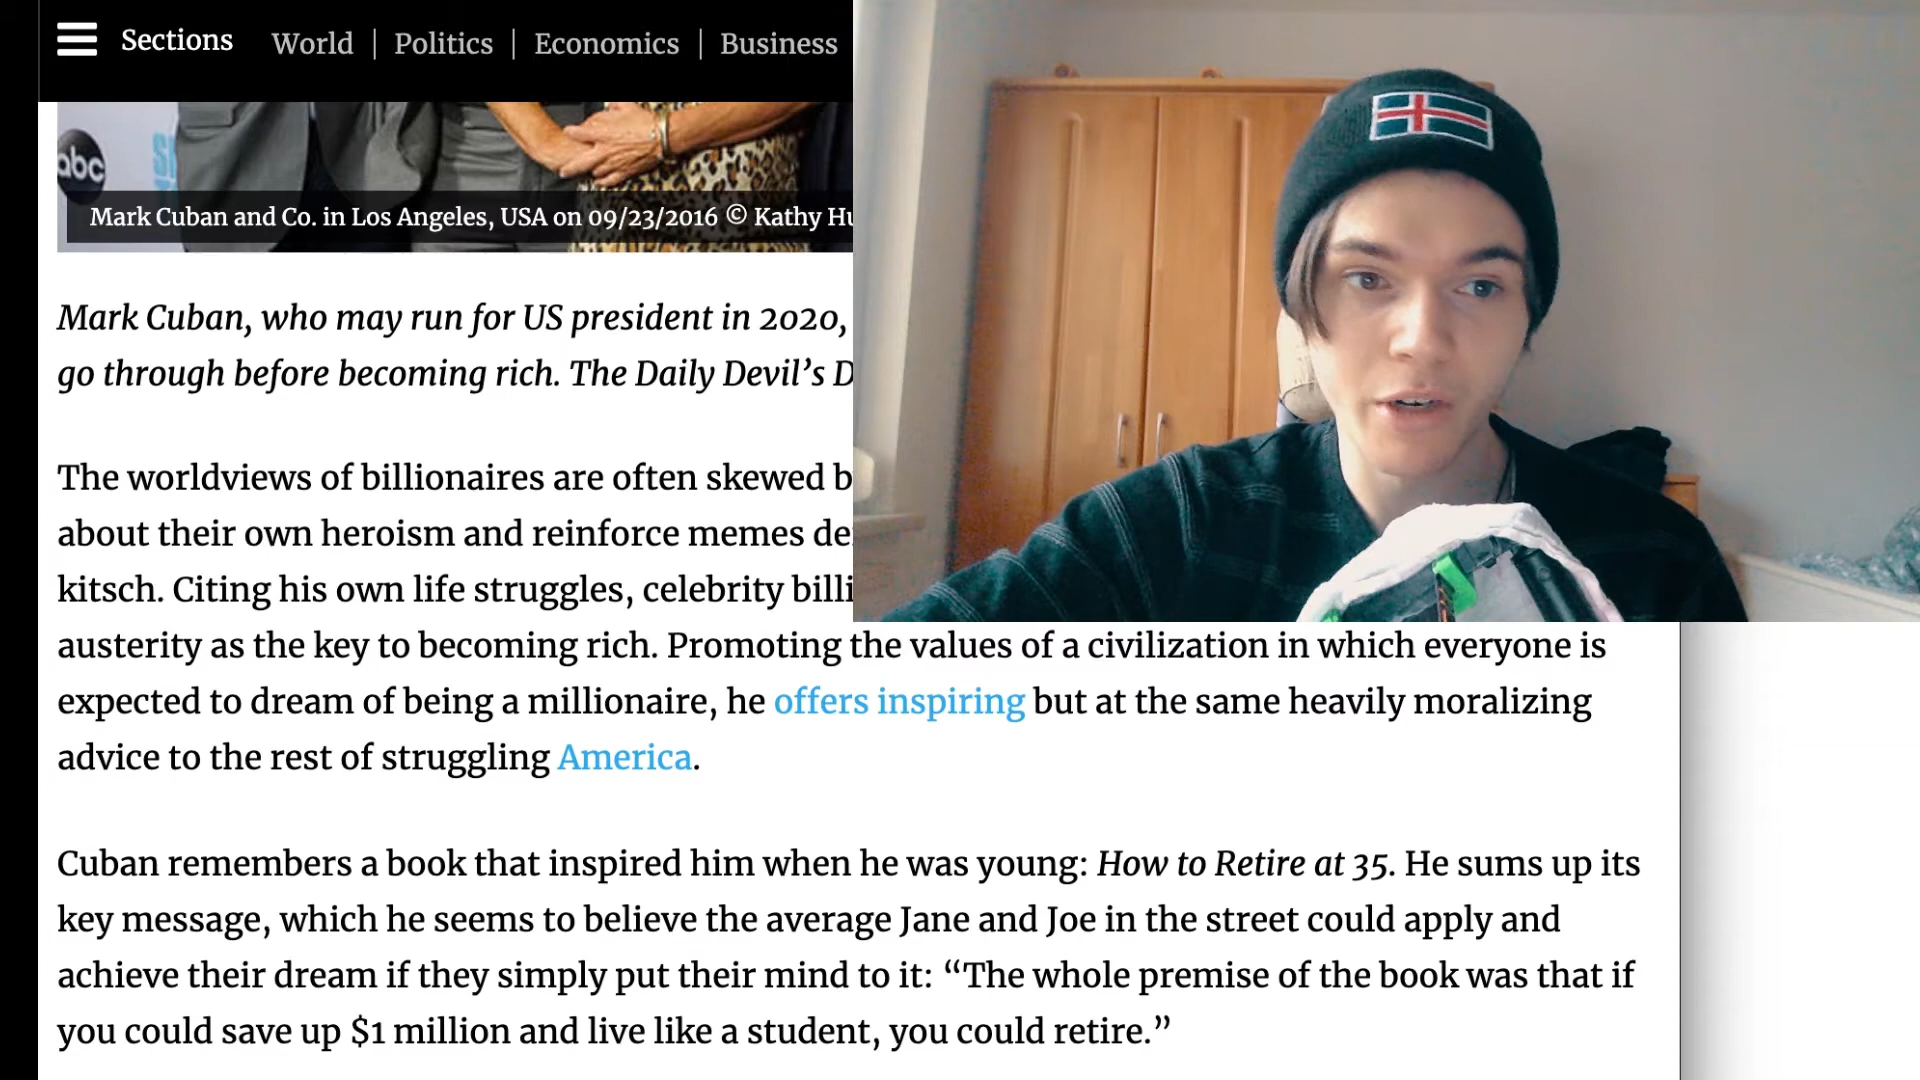 Sections World | Politics | Economics | Business
abc
Mark Cuban and Co. in Los Angeles, USA on 09/23/2016 © Kathy
Mark Cuban, who may run for US president in 2020,
go through before becoming rich. The Daily Devil’s
The worldviews of billionaires are often skewed
about their own heroism and reinforce memes
kitsch. Citing his own life struggles, celebrity
austerity as the key to becoming rich. Promoting the values of a civilization in which everyone is
expected to dream of being a millionaire, he offers inspiring but at the same heavily moralizing
advice to the rest of struggling America.
Cuban remembers a book that inspired him when he was young: How to Retire at 35. He sums up its
key message, which he seems to believe the average Jane and Joe in the street could apply and
achieve their dream if they simply put their mind to it: “The whole premise of the book was that if
you could save up $1 million and live like a student, you could retire.”